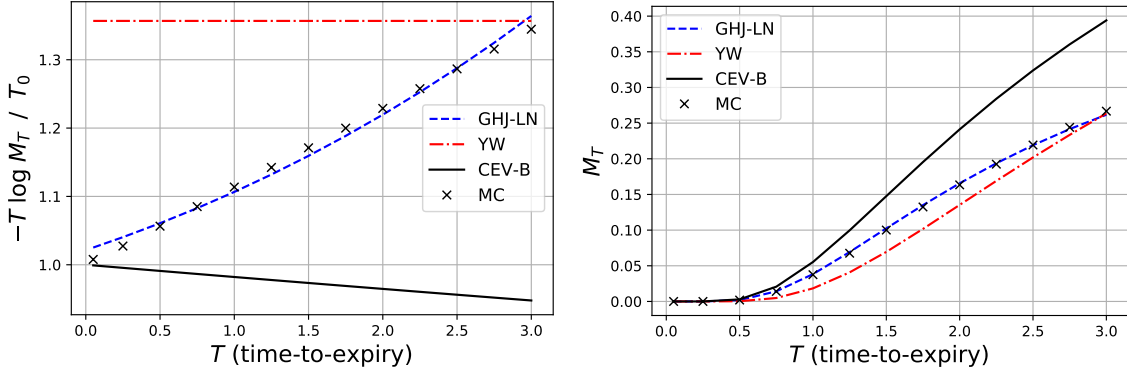 −T log M_T / T_0
1.3
1.2
1.1
1.0
GHJ-LN
YW
CEV-B
MC
0.0 0.5 1.0 1.5 2.0 2.5 3.0
T (time-to-expiry)
M_T
0.40
0.35
0.30
0.25
0.20
0.15
0.10
0.05
0.00
GHJ-LN
YW
CEV-B
MC
0.0 0.5 1.0 1.5 2.0 2.5 3.0
T (time-to-expiry)